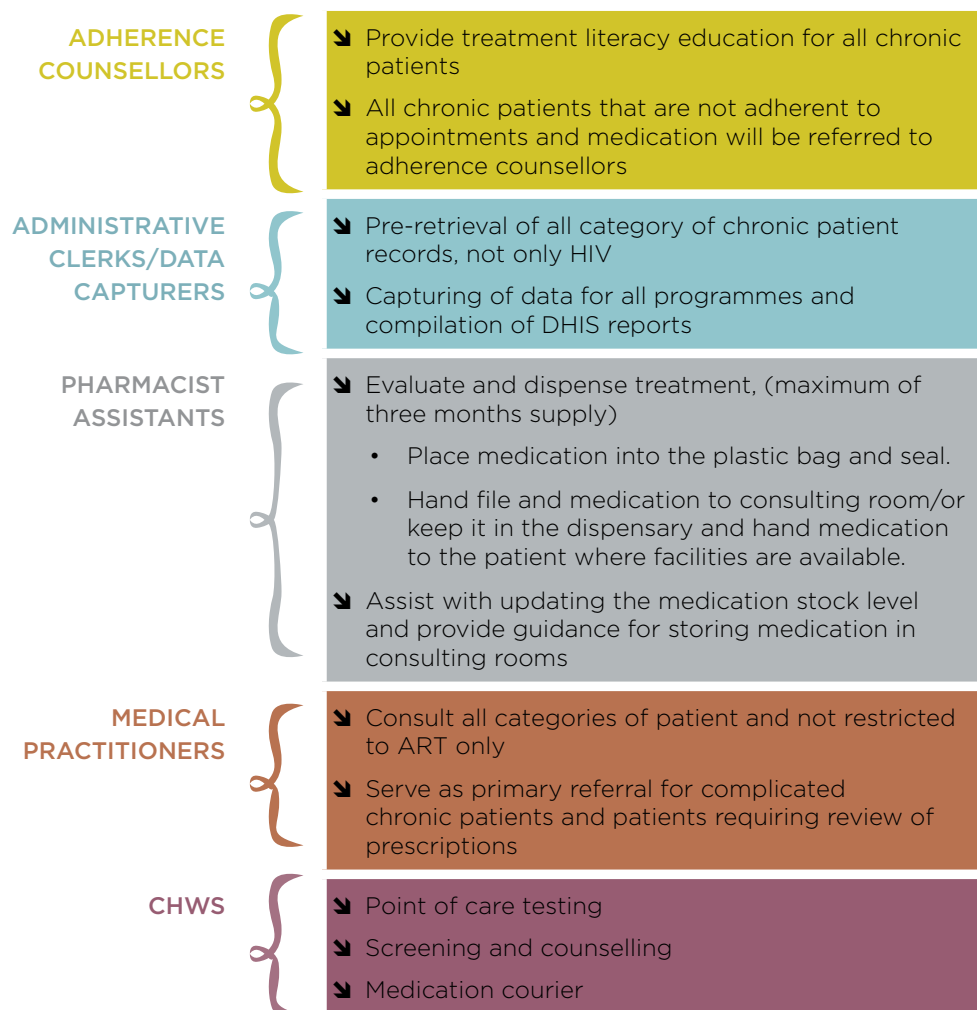 ADHERENCE
COUNSELLORS
Provide treatment literacy education for all chronic
patients
All chronic patients that are not adherent to
appointments and medication will be referred to
adherence counsellors
ADMINISTRATIVE
CLERKS/DATA
CAPTURERS
Pre-retrieval of all category of chronic patient
records, not only HIV
Capturing of data for all programmes and
compilation of DHIS reports
PHARMACIST
ASSISTANTS
Evaluate and dispense treatment, (maximum of
three months supply)
• Place medication into the plastic bag and seal.
• Hand file and medication to consulting room/or
keep it in the dispensary and hand medication
to the patient where facilities are available.
Assist with updating the medication stock level
and provide guidance for storing medication in
consulting rooms
MEDICAL
PRACTITIONERS
Consult all categories of patient and not restricted
to ART only
Serve as primary referral for complicated
chronic patients and patients requiring review of
prescriptions
CHWS
Point of care testing
Screening and counselling
Medication courier